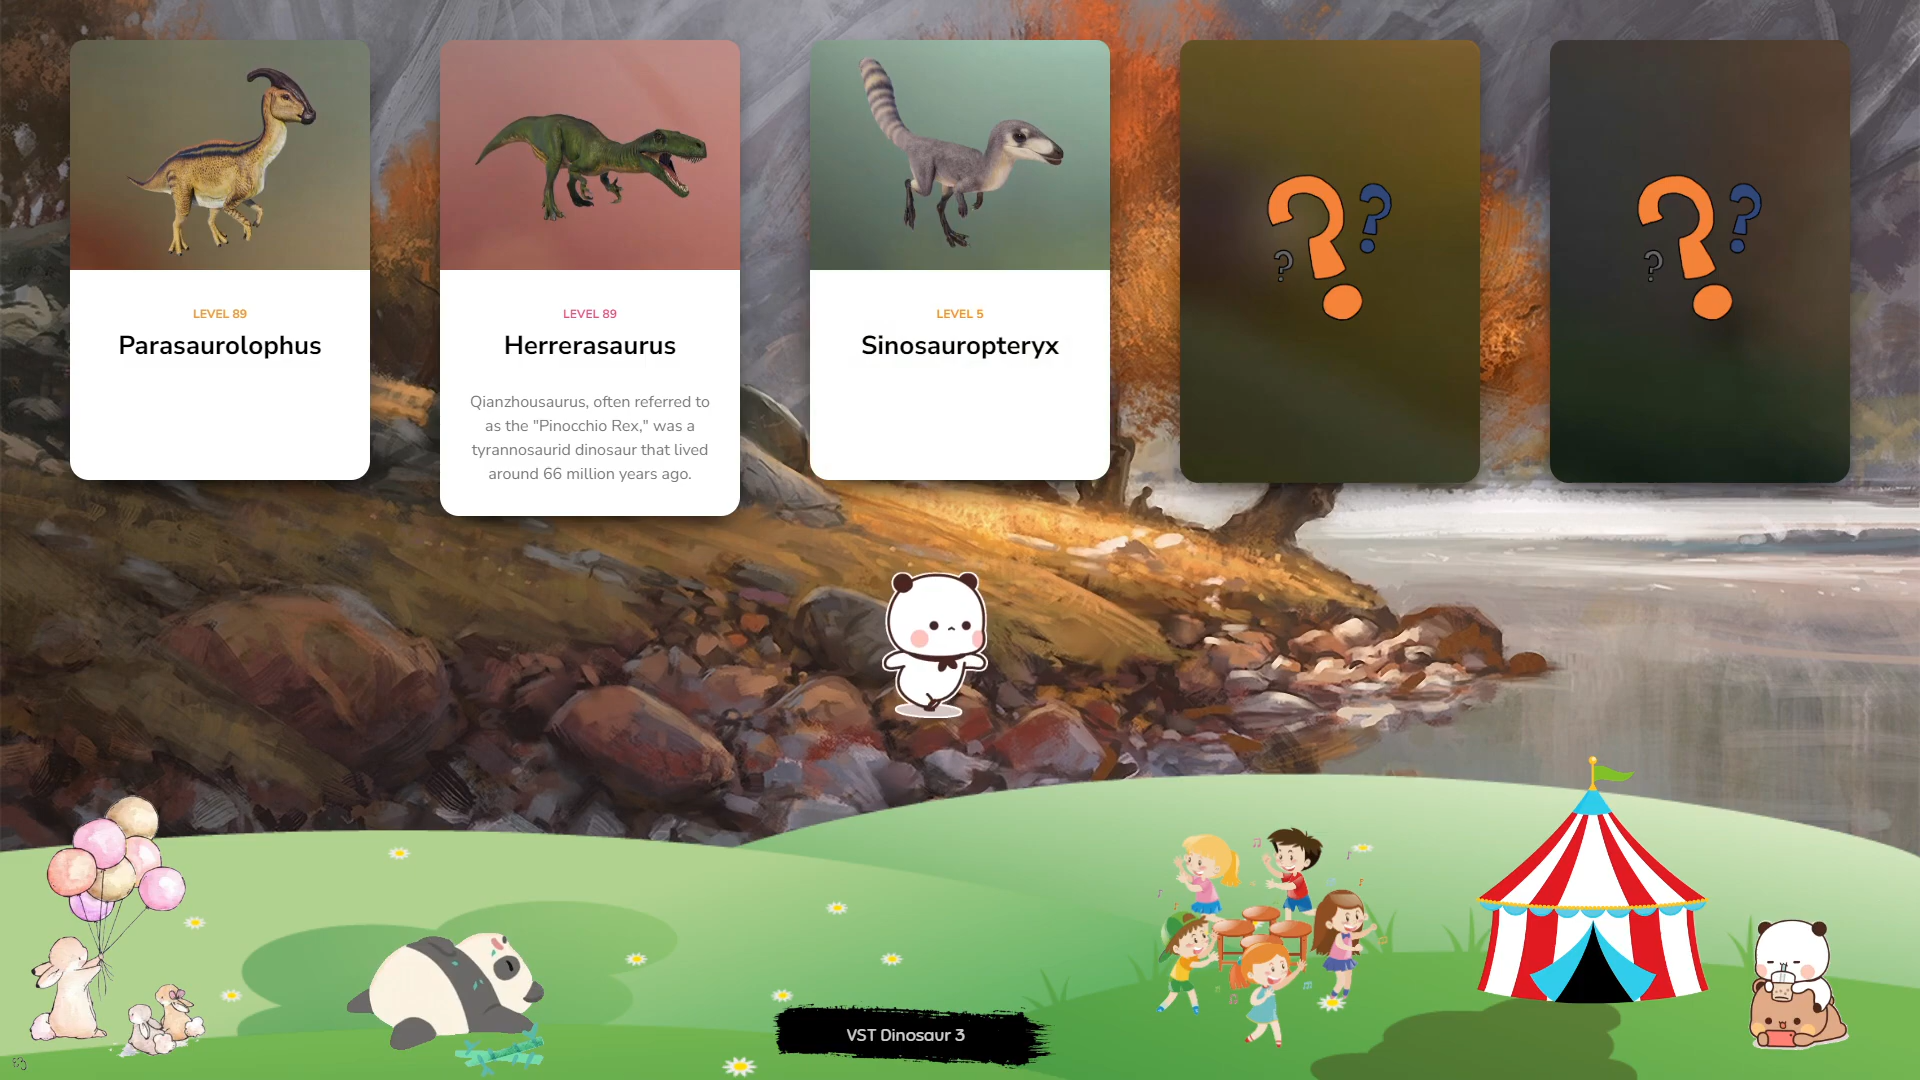 LEVEL 89
Parasaurolophus
LEVEL 89
Herrerasaurus
Qianzhousaurus, often referred to
as the "Pinocchio Rex," was a
tyrannosaurid dinosaur that lived
around 66 million years ago.
LEVEL 5
Sinosauropteryx
? ? ?
? ? ?
VST Dinosaur 3